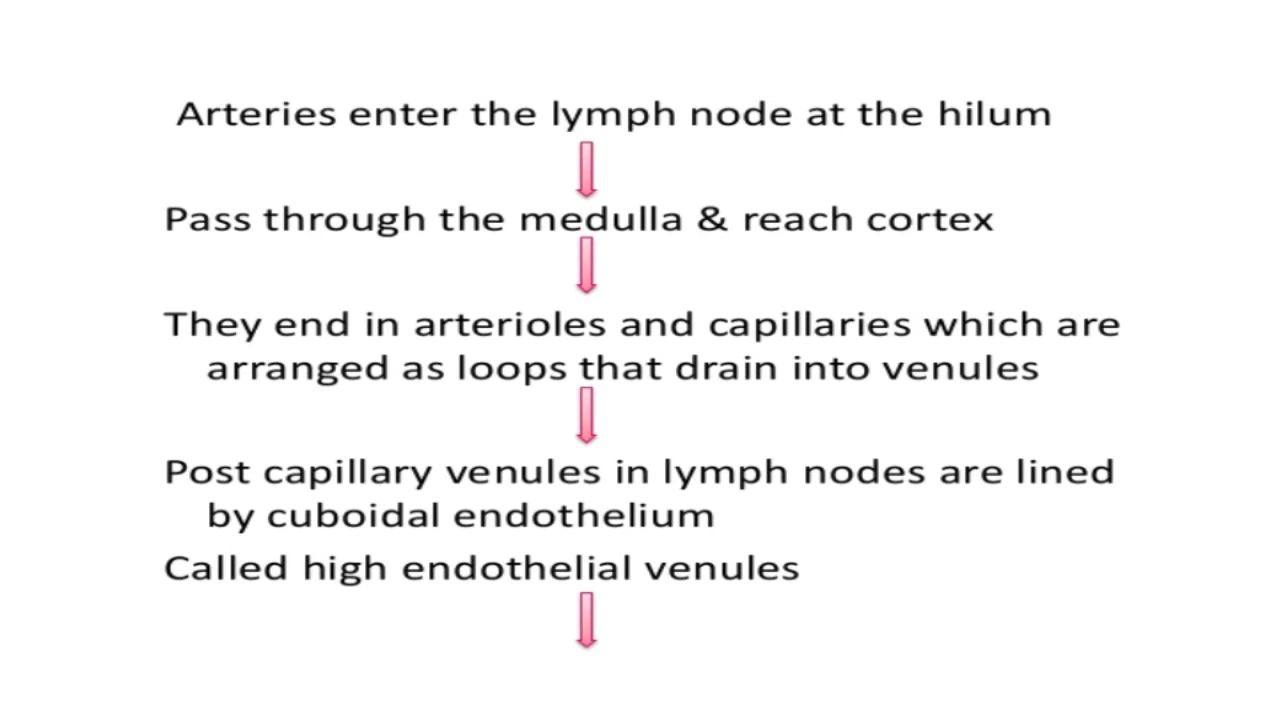 Arteries enter the lymph node at the hilum
Pass through the medulla & reach cortex
They end in arterioles and capillaries which are
arranged as loops that drain into venules
Post capillary venules in lymph nodes are lined
by cuboidal endothelium
Called high endothelial venules